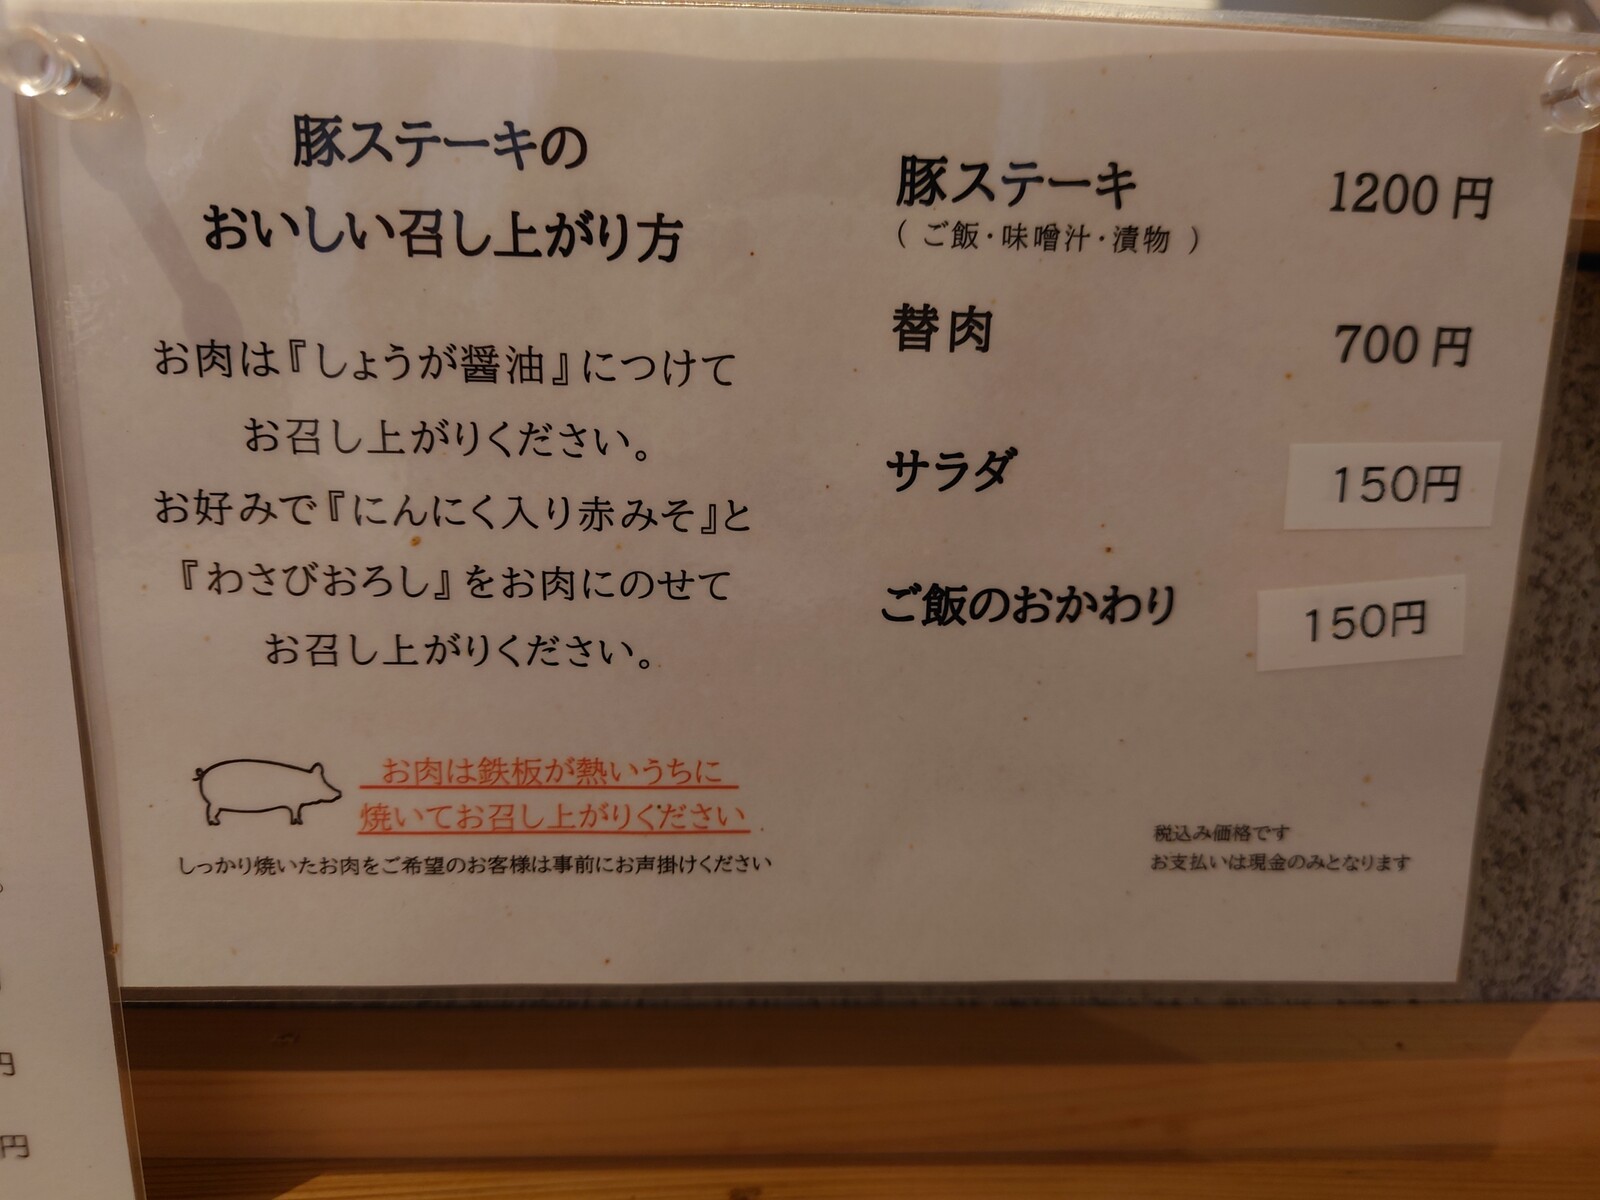 豚ステーキの
おいしい召し上がり方
お肉は『しょうが醤油』につけて
お召し上がりください。
お好みで『にんにく入り赤みそ』と
『わさびおろし』をお肉にのせて
お召し上がりください。
お肉は鉄板が熱いうちに
焼いてお召し上がりください
しっかり焼いたお肉をご希望のお客様は事前にお声掛けください
豚ステーキ 1200円
(ご飯・味噌汁・漬物)
替肉 700円
サラダ 150円
ご飯のおかわり 150円
税込み価格です
お支払いは現金のみとなります
円
円